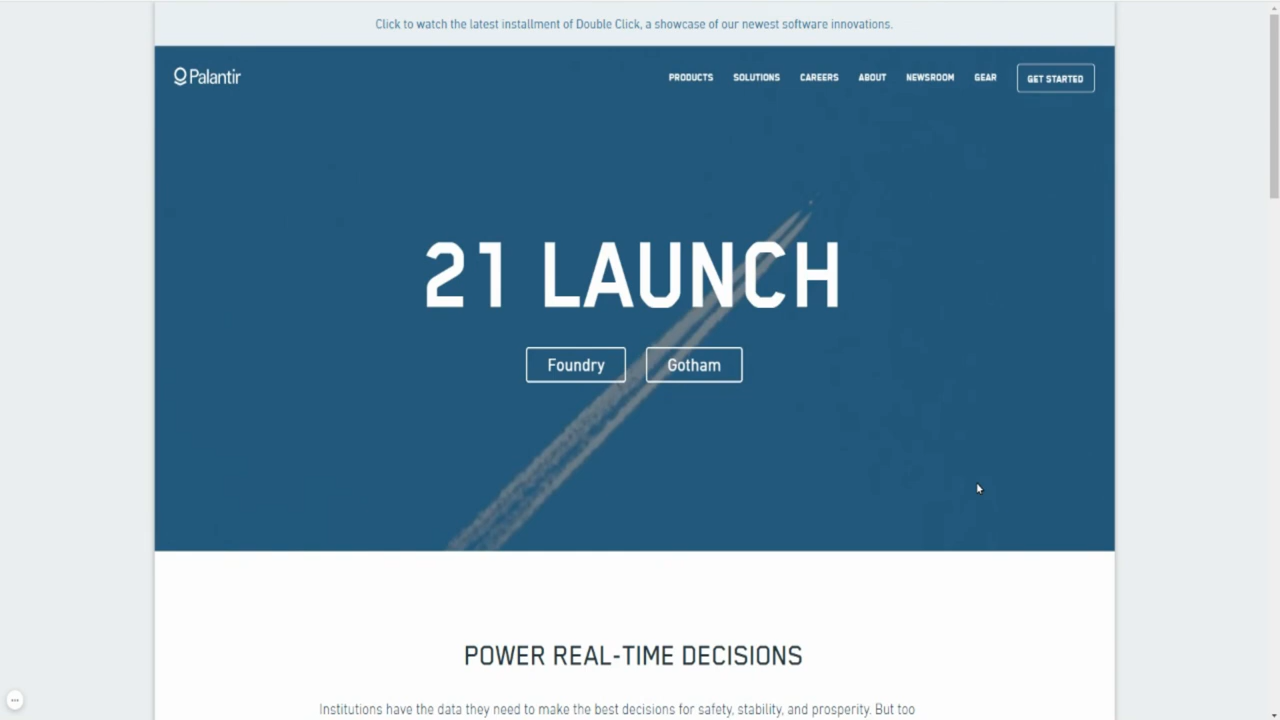 Click to watch the latest installment of Double Click, a showcase of our newest software innovations.
Palantir
PRODUCTS SOLUTIONS CAREERS ABOUT NEWSROOM GEAR GET STARTED
21 LAUNCH
Foundry Gotham
POWER REAL-TIME DECISIONS
Institutions have the data they need to make the best decisions for safety, stability, and prosperity. But too